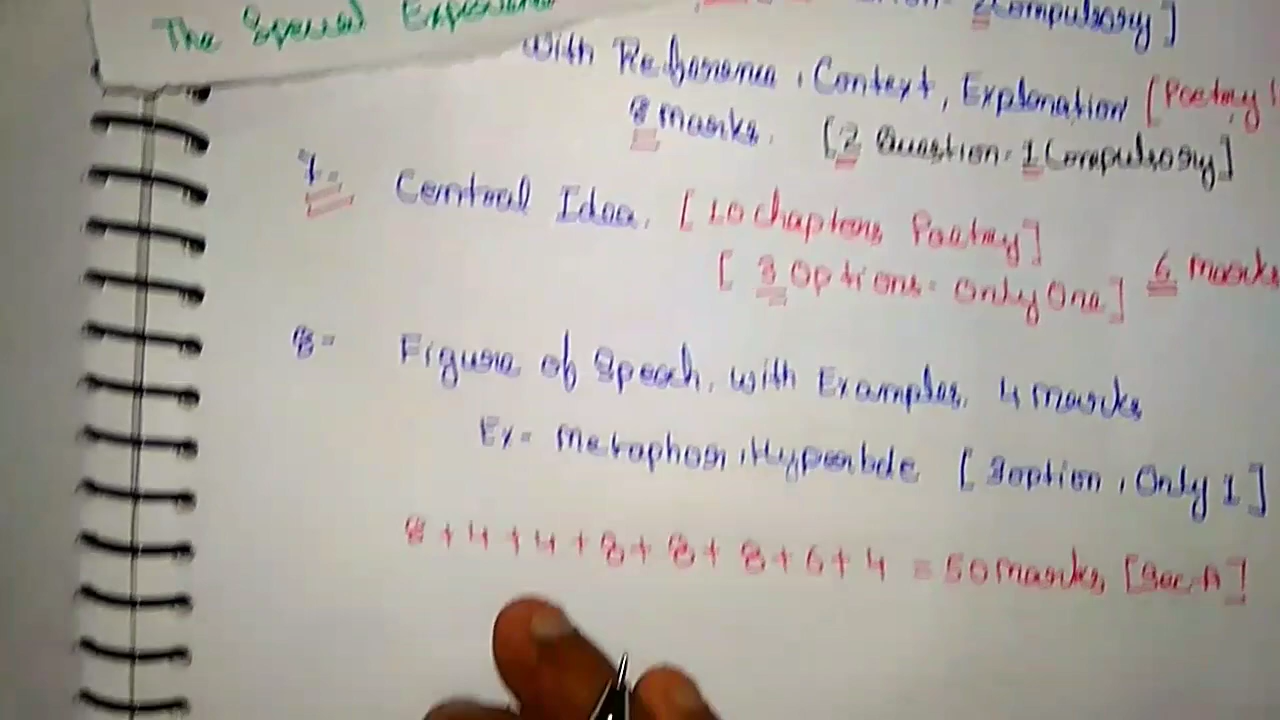 The Special
Compulsory]
With Reference, Context, Explanation [Poetry
8 Marks. [2 Question. 1 Compulsory]
7. Central Idea. [10 chapters Poetry]
[3 Options. Only One] 6 Marks
8- Figure of Speech, with Examples. 4 Marks
Ex- Metaphor, Hyperbole [3 option, Only 1]
8+4+4+8+8+8+6+4 = 50 Marks, [Sec-A]